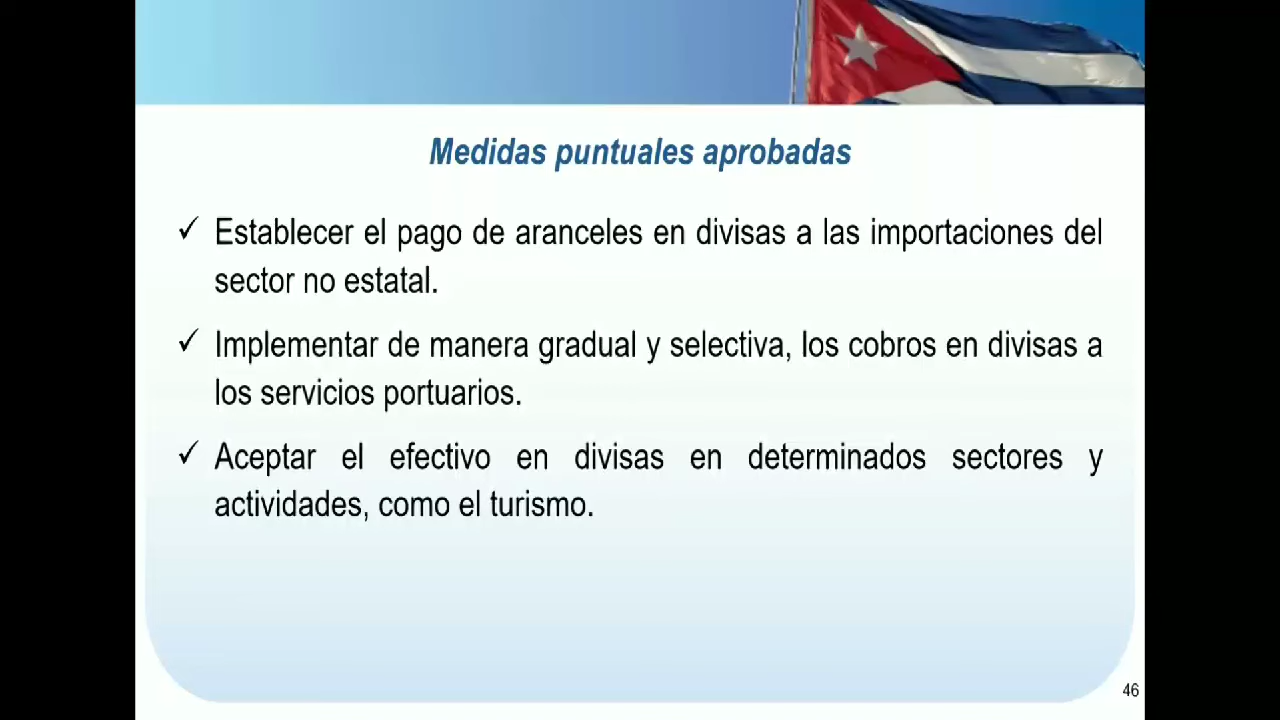 Medidas puntuales aprobadas
✓ Establecer el pago de aranceles en divisas a las importaciones del
sector no estatal.
✓ Implementar de manera gradual y selectiva, los cobros en divisas a
los servicios portuarios.
✓ Aceptar el efectivo en divisas en determinados sectores y
actividades, como el turismo.
46